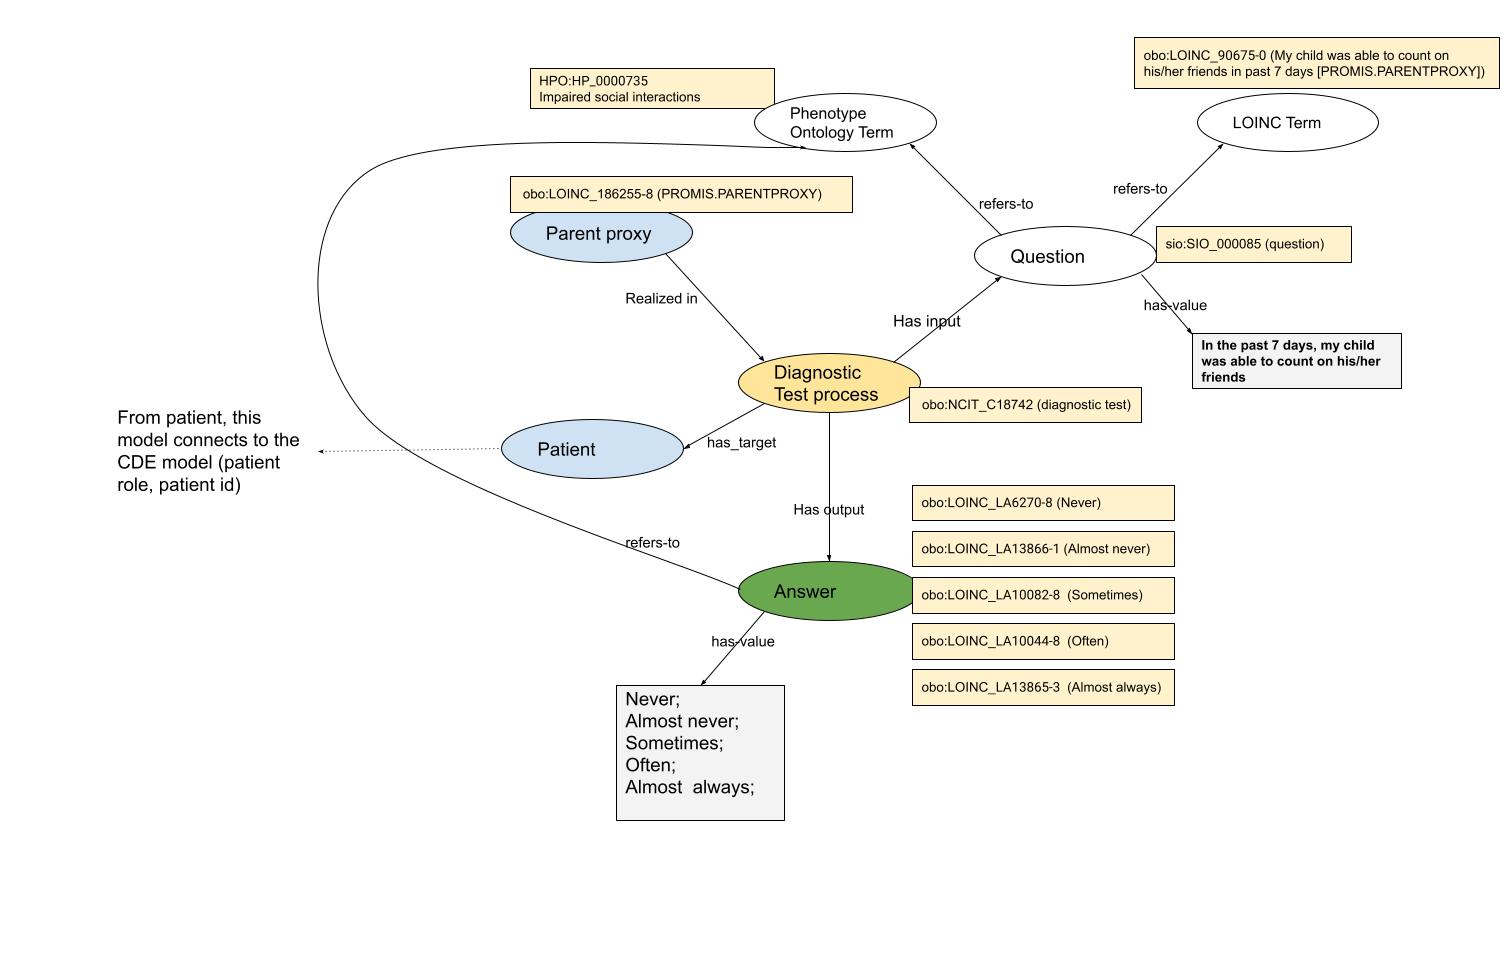 obo:LOINC_90675-0 (My child was able to count on
his/her friends in past 7 days [PROMIS.PARENTPROXY])
HPO:HP_0000735
Impaired social interactions
Phenotype
Ontology Term
LOINC Term
obo:LOINC_186255-8 (PROMIS.PARENTPROXY)
refers-to
refers-to
Parent proxy
Question
sio:SIO_000085 (question)
Realized in
has-value
Has input
In the past 7 days, my child
was able to count on his/her
friends
Diagnostic
Test process
obo:NCIT_C18742 (diagnostic test)
From patient, this
model connects to the
CDE model (patient
role, patient id)
Patient
has_target
obo:LOINC_LA6270-8 (Never)
Has output
refers-to
obo:LOINC_LA13866-1 (Almost never)
Answer
obo:LOINC_LA10082-8  (Sometimes)
has-value
obo:LOINC_LA10044-8  (Often)
obo:LOINC_LA13865-3  (Almost always)
Never;
Almost never;
Sometimes;
Often;
Almost  always;